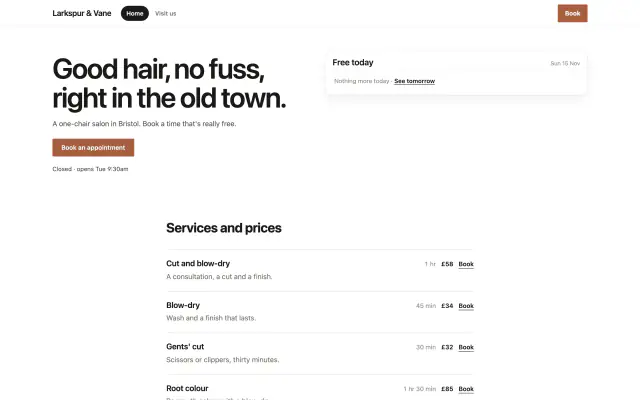 Larkspur & Vane
Home
Visit us
Book
Good hair, no fuss,
right in the old town.
A one-chair salon in Bristol. Book a time that's really free.
Book an appointment
Closed · opens Tue 9:30am
Free today
Sun 15 Nov
Nothing more today · See tomorrow
Services and prices
Cut and blow-dry
1 hr £58 Book
A consultation, a cut and a finish.
Blow-dry
45 min £34 Book
Wash and a finish that lasts.
Gents' cut
30 min £32 Book
Scissors or clippers, thirty minutes.
Root colour
1 hr 30 min £85 Book